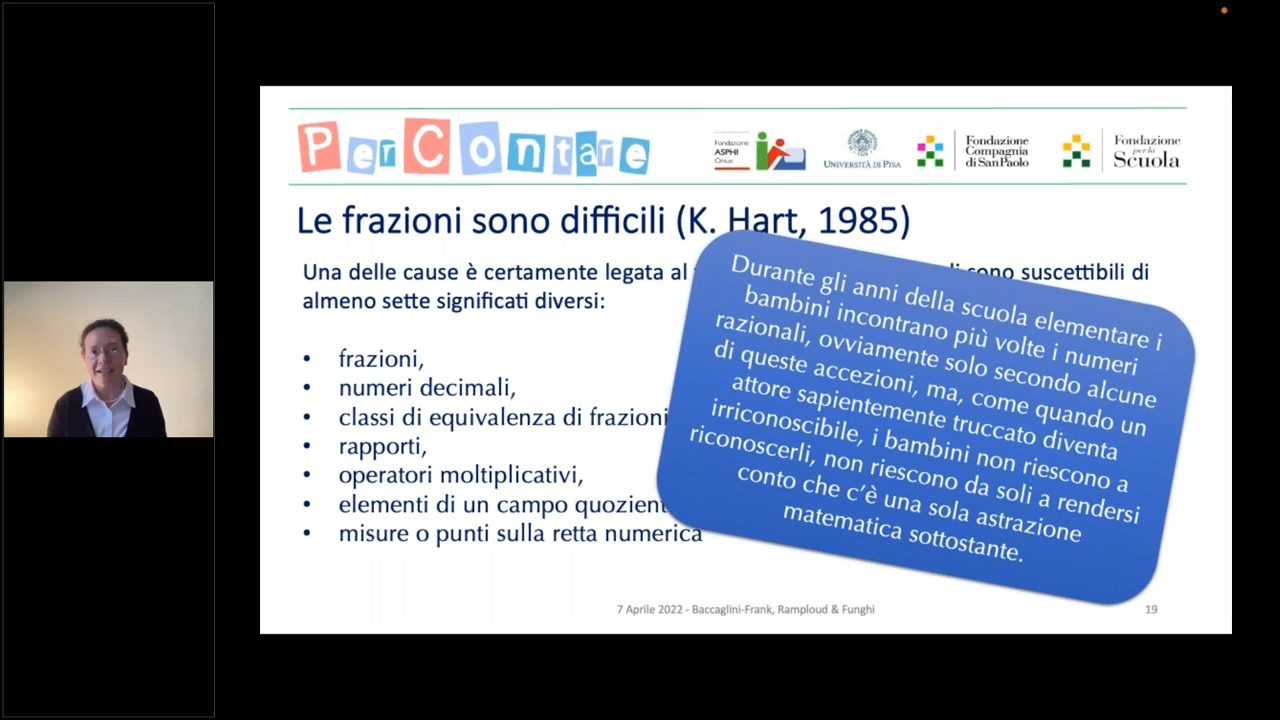 PerContare
Fondazione
ASPHI
Onlus
UNIVERSITÀ DI PISA
Fondazione
Compagnia
di San Paolo
Fondazione
per la
Scuola
Le frazioni sono difficili (K. Hart, 1985)
Una delle cause è certamente legata al sono suscettibili di
almeno sette significati diversi:
• frazioni,
• numeri decimali,
• classi di equivalenza di frazioni
• rapporti,
• operatori moltiplicativi,
• elementi di un campo quozient
• misure o punti sulla retta numerica
Durante gli anni della scuola elementare i
bambini incontrano più volte i numeri
razionali, ovviamente solo secondo alcune
di queste accezioni, ma, come quando un
attore sapientemente truccato diventa
irriconoscibile, i bambini non riescono a
riconoscerli, non riescono da soli a rendersi
conto che c’è una sola astrazione
matematica sottostante.
7 Aprile 2022 - Baccaglini-Frank, Ramploud & Funghi
19